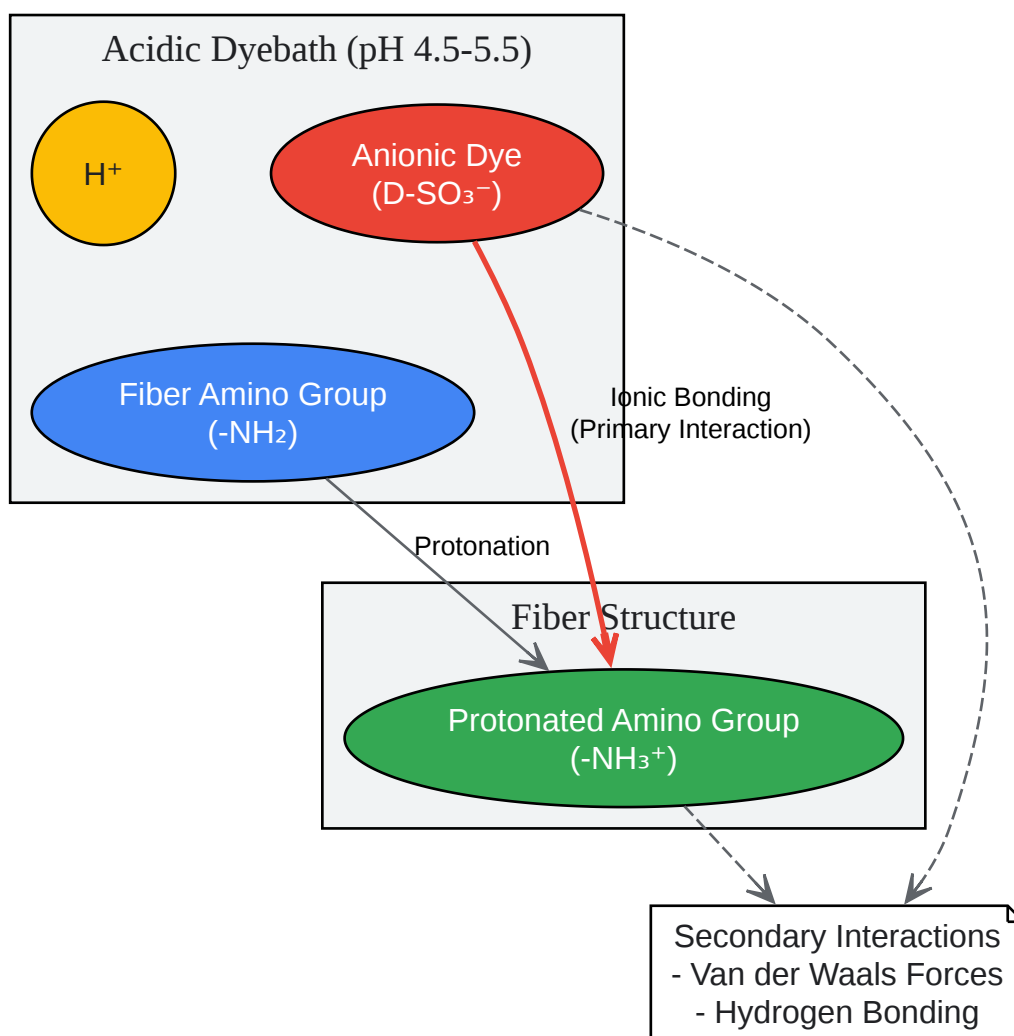 Acidic Dyebath (pH 4.5-5.5)
H⁺
Anionic Dye
(D-SO₃⁻)
Fiber Amino Group
(-NH₂)
Ionic Bonding
(Primary Interaction)
Protonation
Fiber Structure
Protonated Amino Group
(-NH₃⁺)
Secondary Interactions
- Van der Waals Forces
- Hydrogen Bonding